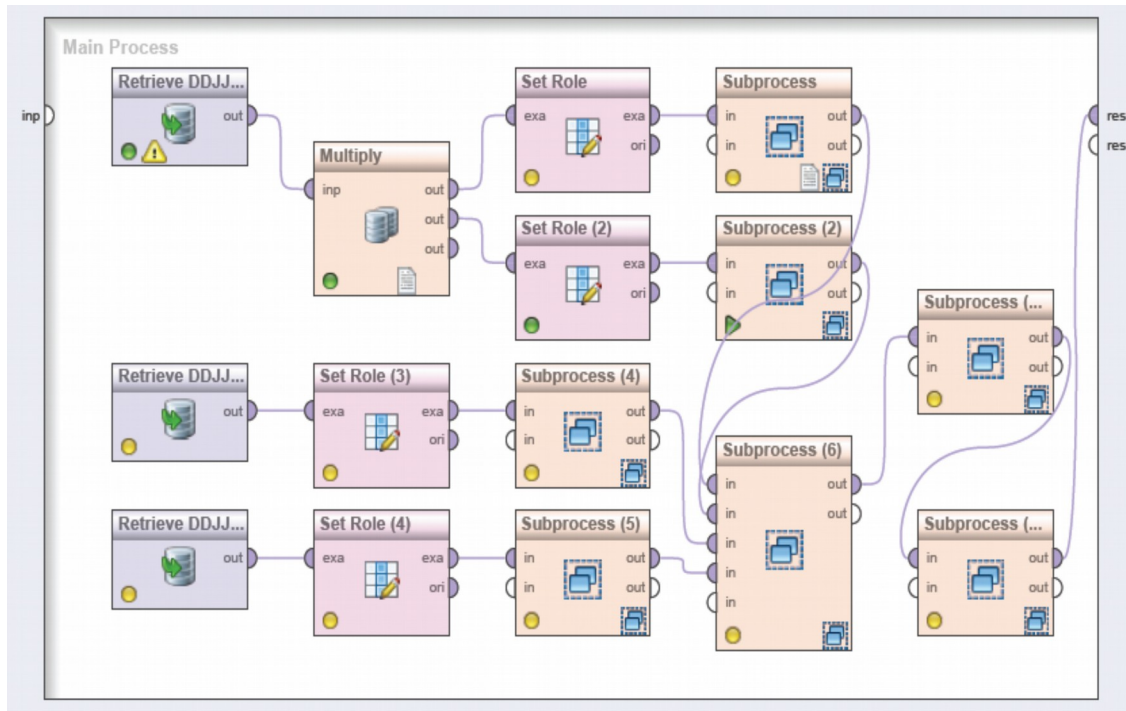 Main Process
Retrieve DDJJ...
out
Multiply
inp
out
out
out
Set Role
exa
exa
ori
Subprocess
in
out
in
out
Set Role (2)
exa
exa
ori
Subprocess (2)
in
out
in
out
inp
res
res
Retrieve DDJJ...
out
Set Role (3)
exa
exa
ori
Subprocess (4)
in
out
in
out
Retrieve DDJJ...
out
Set Role (4)
exa
exa
ori
Subprocess (5)
in
out
in
out
Subprocess (6)
in
out
in
out
in
in
in
Subprocess (...
in
out
in
out
Subprocess (...
in
out
in
out